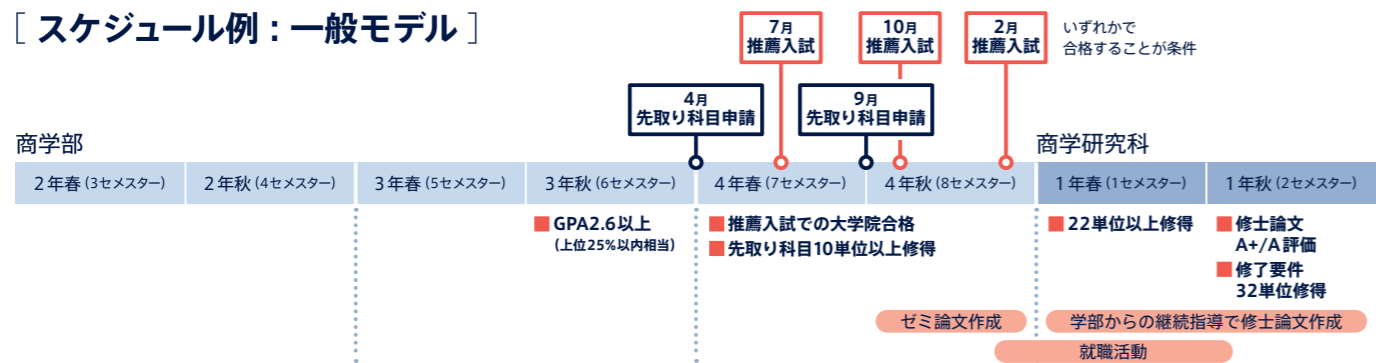 ［ スケジュール例：一般モデル ］
7月
推薦入試
10月
推薦入試
2月
推薦入試
いずれかで
合格することが条件
4月
先取り科目申請
9月
先取り科目申請
商学部
商学研究科
2年春（3セメスター）
2年秋（4セメスター）
3年春（5セメスター）
3年秋（6セメスター）
4年春（7セメスター）
4年秋（8セメスター）
1年春（1セメスター）
1年秋（2セメスター）
■ GPA2.6以上
（上位25％以内相当）
■ 推薦入試での大学院合格
■ 先取り科目10単位以上修得
■ 22単位以上修得
■ 修士論文
A+/A評価
■ 修了要件
32単位修得
ゼミ論文作成
学部からの継続指導で修士論文作成
就職活動